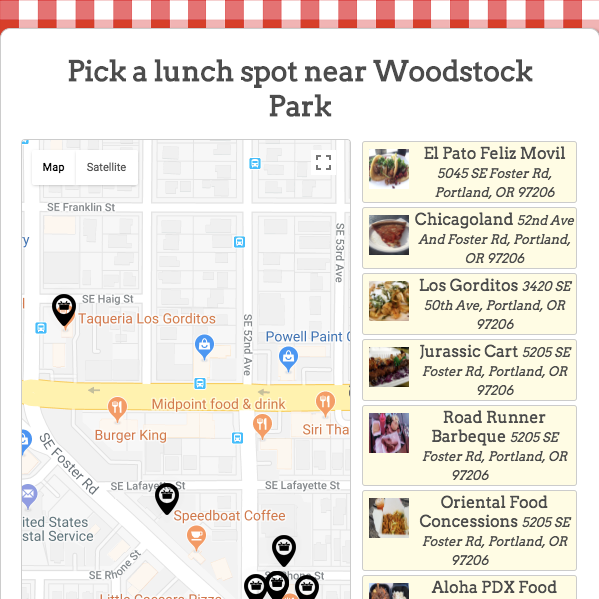 Pick a lunch spot near Woodstock
Park
Map
Satellite
SE Franklin St
SE 53rd Ave
SE Haig St
Taqueria Los Gorditos
SE 52nd Ave
Powell Paint C
Midpoint food & drink
Burger King
Siri Tha
SE Foster Rd
SE Lafayette St
SE Lafayette St
ited States
stal Service
Speedboat Coffee
SE Rhone St
El Pato Feliz Movil
5045 SE Foster Rd,
Portland, OR 97206
Chicagoland 52nd Ave
And Foster Rd, Portland,
OR 97206
Los Gorditos 3420 SE
50th Ave, Portland, OR
97206
Jurassic Cart 5205 SE
Foster Rd, Portland, OR
97206
Road Runner
Barbeque 5205 SE
Foster Rd, Portland, OR
97206
Oriental Food
Concessions 5205 SE
Foster Rd, Portland, OR
97206
Aloha PDX Food